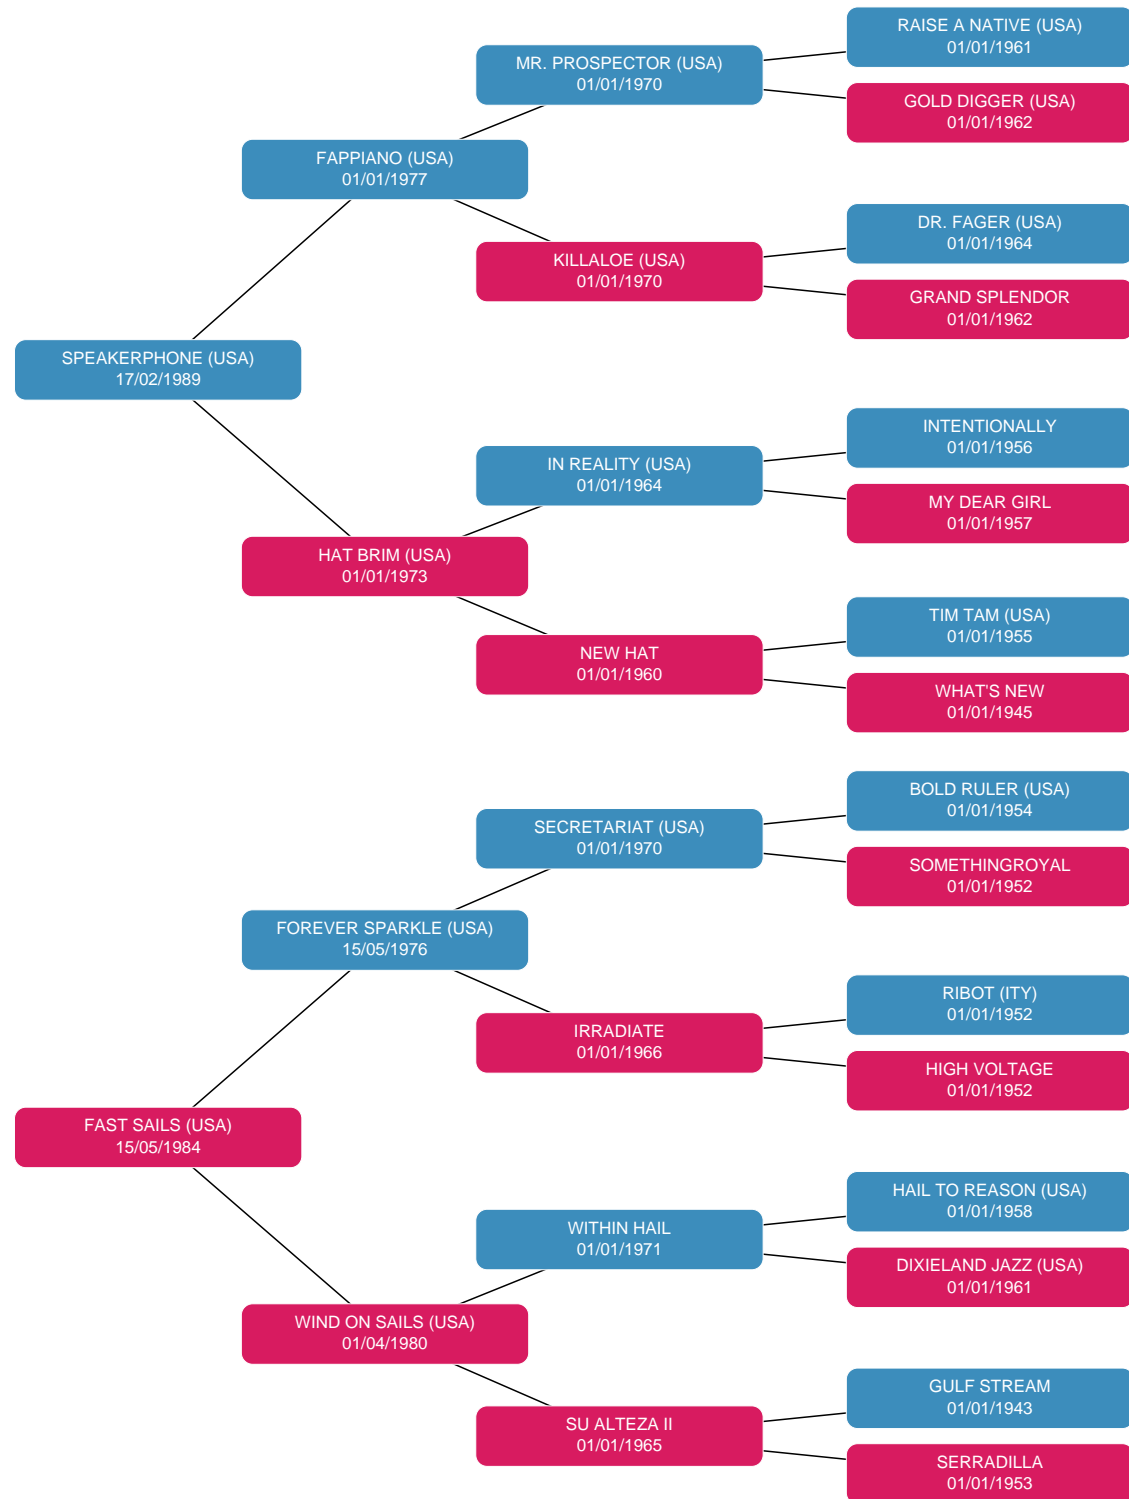 RAISE A NATIVE (USA)
01/01/1961
MR. PROSPECTOR (USA)
01/01/1970
GOLD DIGGER (USA)
01/01/1962
FAPPIANO (USA)
01/01/1977
DR. FAGER (USA)
01/01/1964
KILLALOE (USA)
01/01/1970
GRAND SPLENDOR
01/01/1962
SPEAKERPHONE (USA)
17/02/1989
INTENTIONALLY
01/01/1956
IN REALITY (USA)
01/01/1964
MY DEAR GIRL
01/01/1957
HAT BRIM (USA)
01/01/1973
TIM TAM (USA)
01/01/1955
NEW HAT
01/01/1960
WHAT'S NEW
01/01/1945
BOLD RULER (USA)
01/01/1954
SECRETARIAT (USA)
01/01/1970
SOMETHINGROYAL
01/01/1952
FOREVER SPARKLE (USA)
15/05/1976
RIBOT (ITY)
01/01/1952
IRRADIATE
01/01/1966
HIGH VOLTAGE
01/01/1952
FAST SAILS (USA)
15/05/1984
HAIL TO REASON (USA)
01/01/1958
WITHIN HAIL
01/01/1971
DIXIELAND JAZZ (USA)
01/01/1961
WIND ON SAILS (USA)
01/04/1980
GULF STREAM
01/01/1943
SU ALTEZA II
01/01/1965
SERRADILLA
01/01/1953